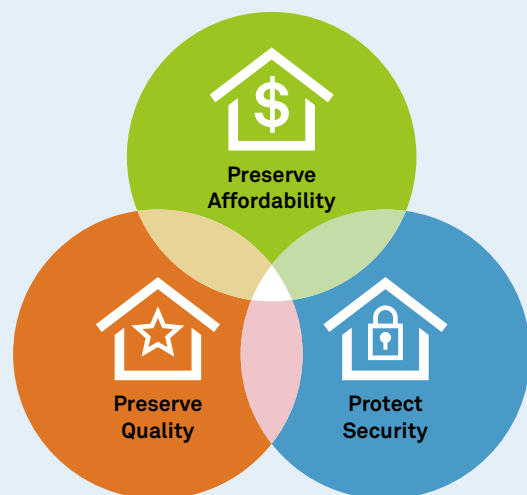 $
Preserve
Affordability
Preserve
Quality
Protect
Security